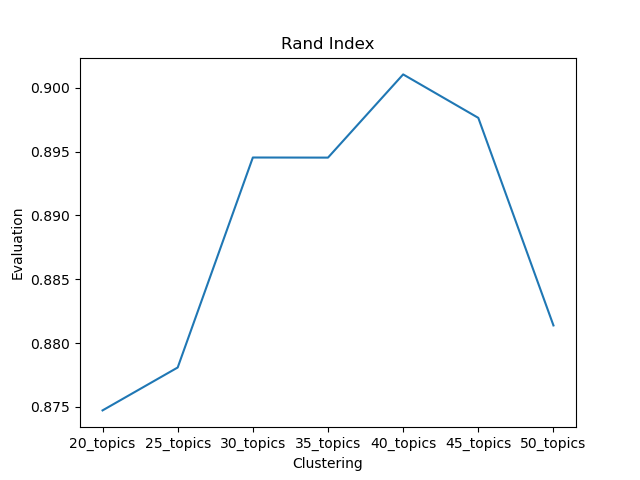 Rand Index
Evaluation
0.900
0.895
0.890
0.885
0.880
0.875
20_topics 25_topics 30_topics 35_topics 40_topics 45_topics 50_topics
Clustering